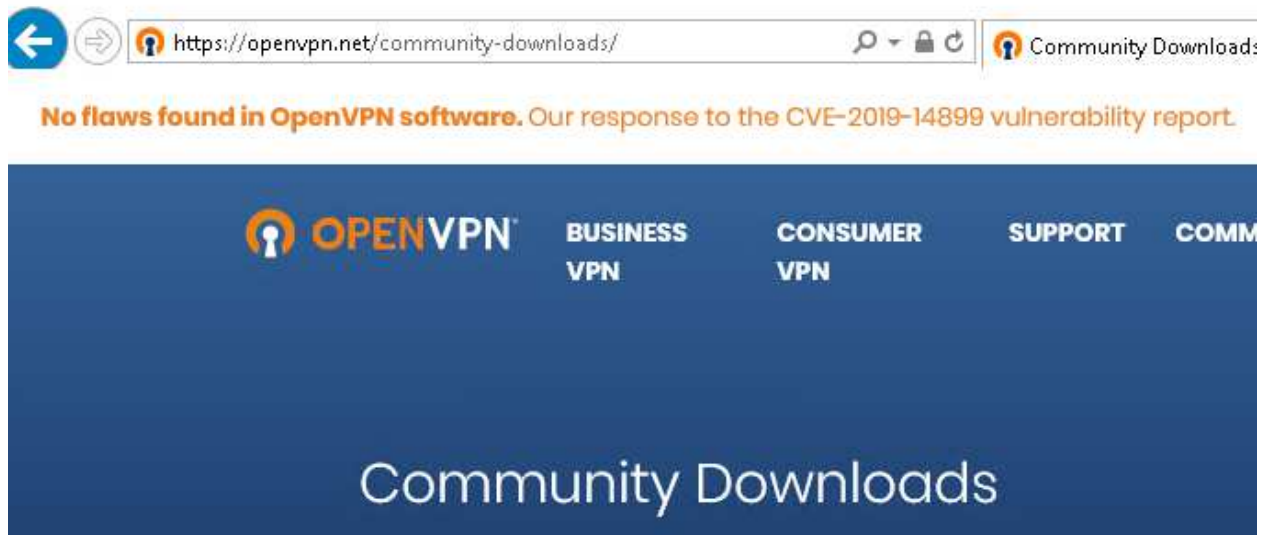 https://openvpn.net/community-downloads/ Community Downloads
No flaws found in OpenVPN software. Our response to the CVE-2019-14899 vulnerability report.
OPENVPN BUSINESS VPN CONSUMER VPN SUPPORT COMM
Community Downloads